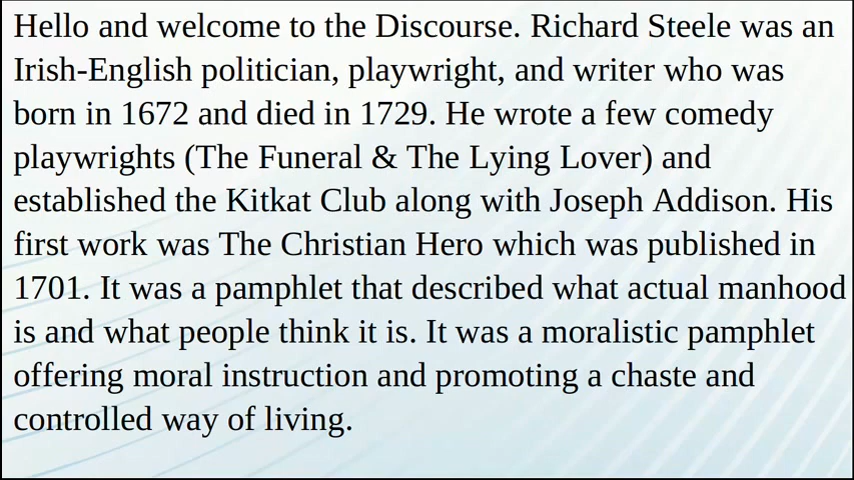 Hello and welcome to the Discourse. Richard Steele was an
Irish-English politician, playwright, and writer who was
born in 1672 and died in 1729. He wrote a few comedy
playwrights (The Funeral & The Lying Lover) and
established the Kitkat Club along with Joseph Addison. His
first work was The Christian Hero which was published in
1701. It was a pamphlet that described what actual manhood
is and what people think it is. It was a moralistic pamphlet
offering moral instruction and promoting a chaste and
controlled way of living.